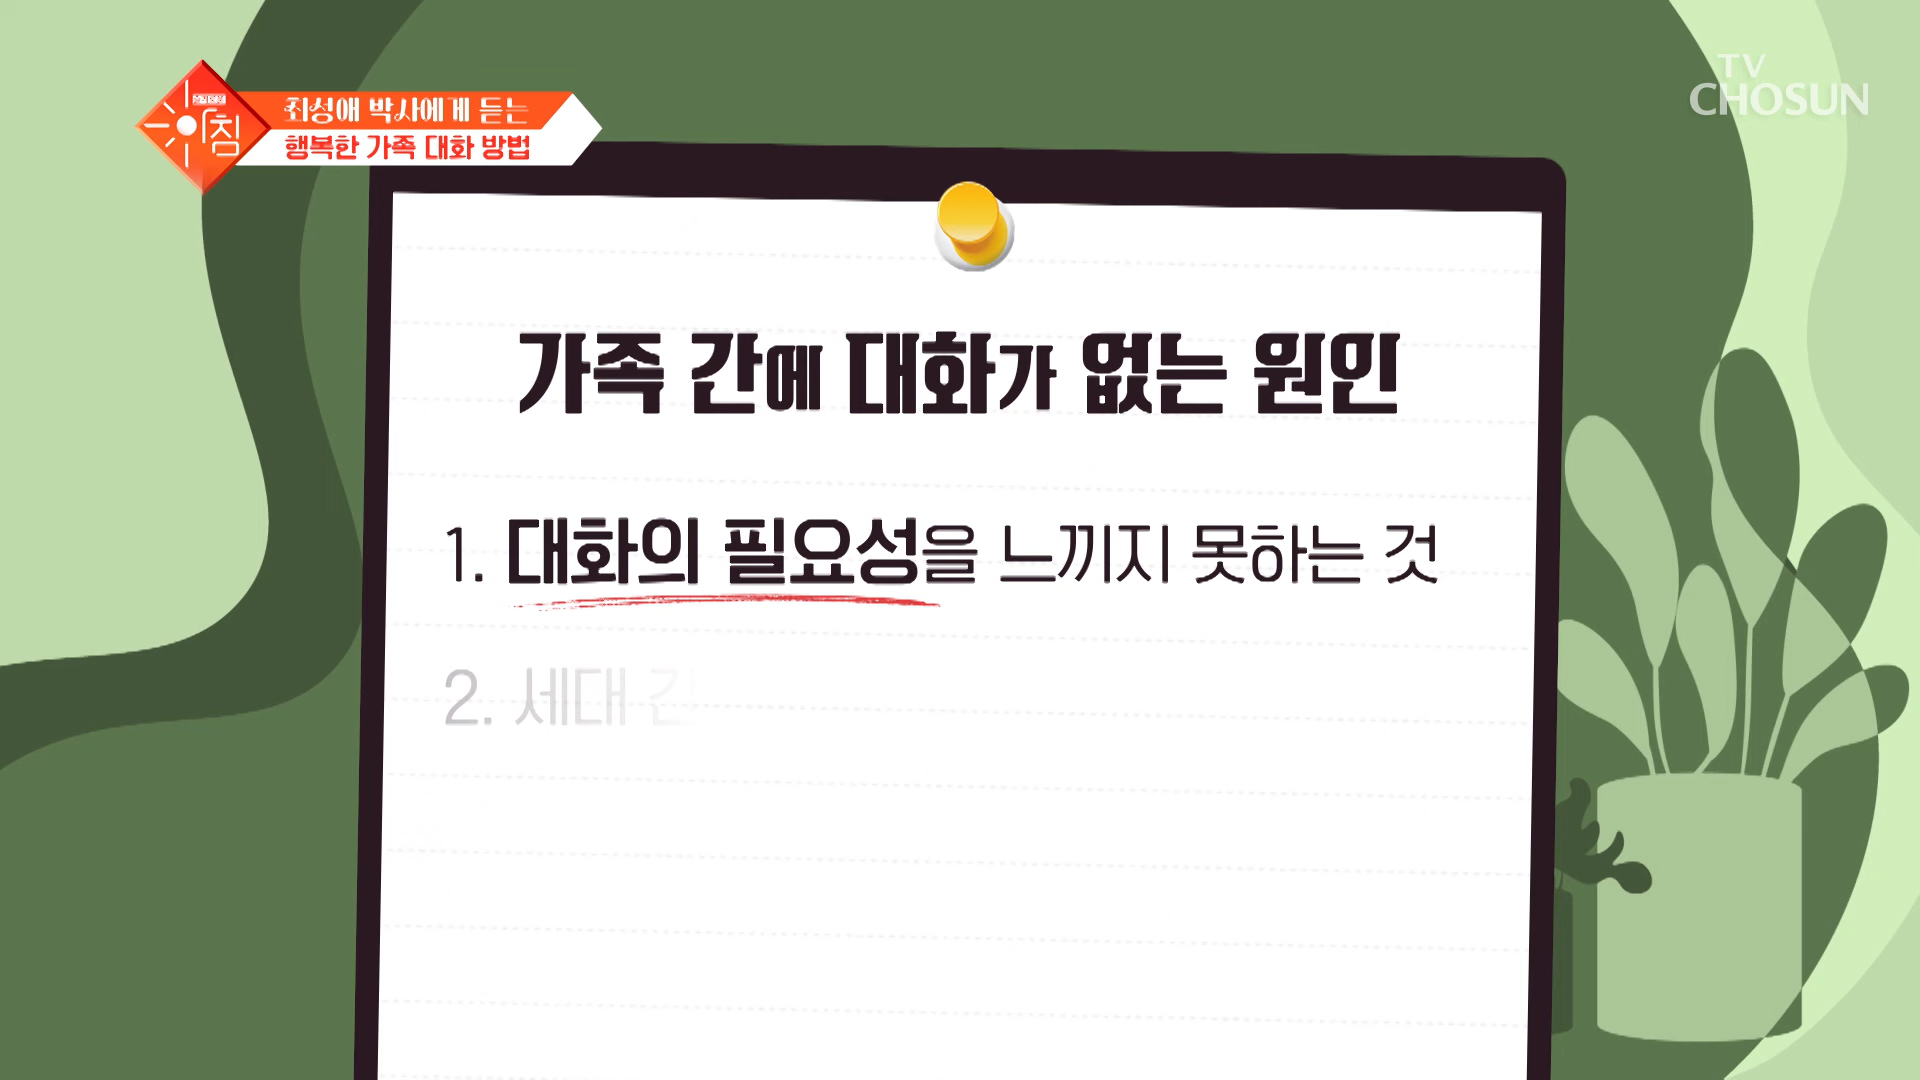 아침
최성애 박사에게 듣는
행복한 가족 대화 방법
TV
CHOSUN
가족 간에 대화가 없는 원인
1. 대화의 필요성을 느끼지 못하는 것
2. 세대 간